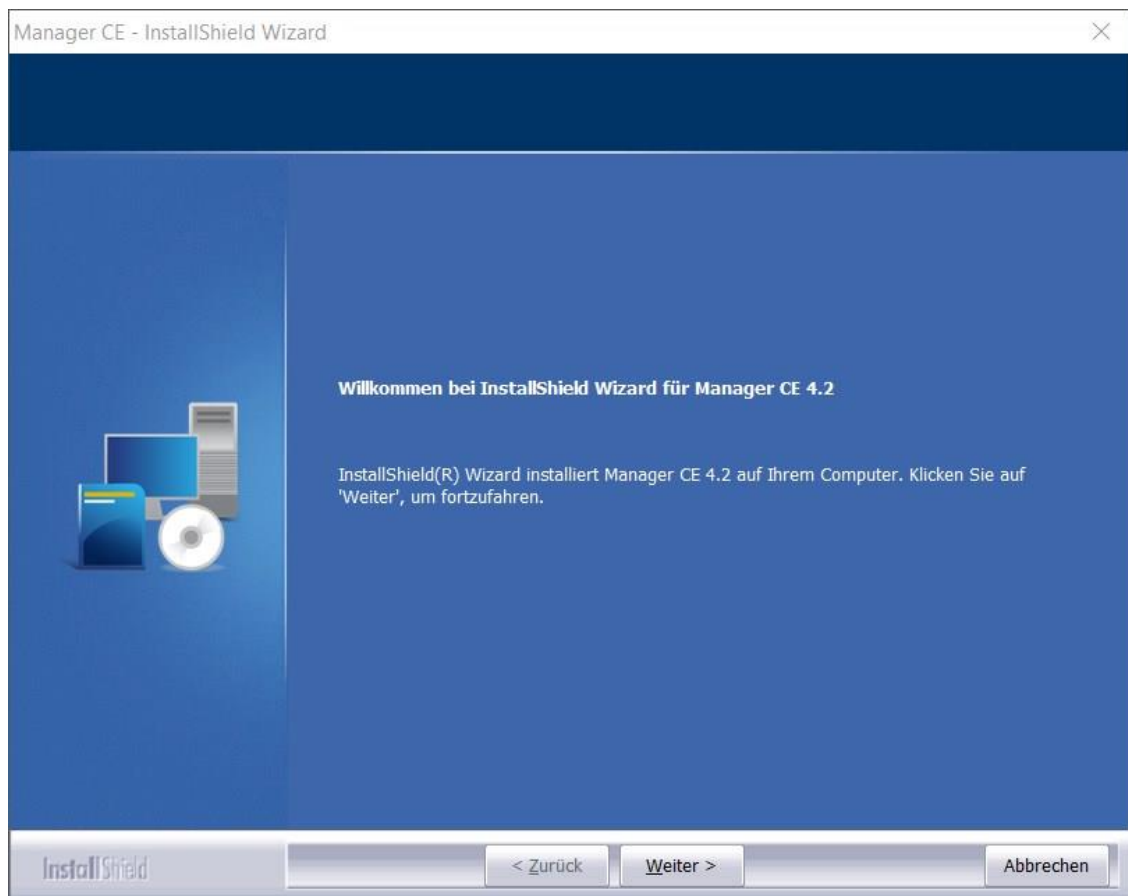 Manager CE - InstallShield Wizard
Willkommen bei InstallShield Wizard für Manager CE 4.2
InstallShield(R) Wizard installiert Manager CE 4.2 auf Ihrem Computer. Klicken Sie auf
'Weiter', um fortzufahren.
InstallShield
< Zurück
Weiter >
Abbrechen